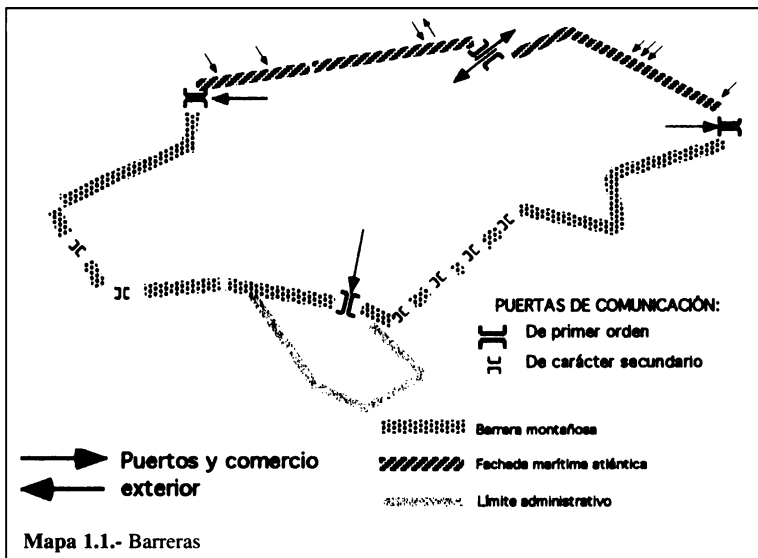 PUERTAS DE COMUNICACIÓN:
De primer orden
De carácter secundario
Barrera montañosa
Fachada marítima atlántica
Límite administrativo
Puertos y comercio
exterior
Mapa 1.1.- Barreras